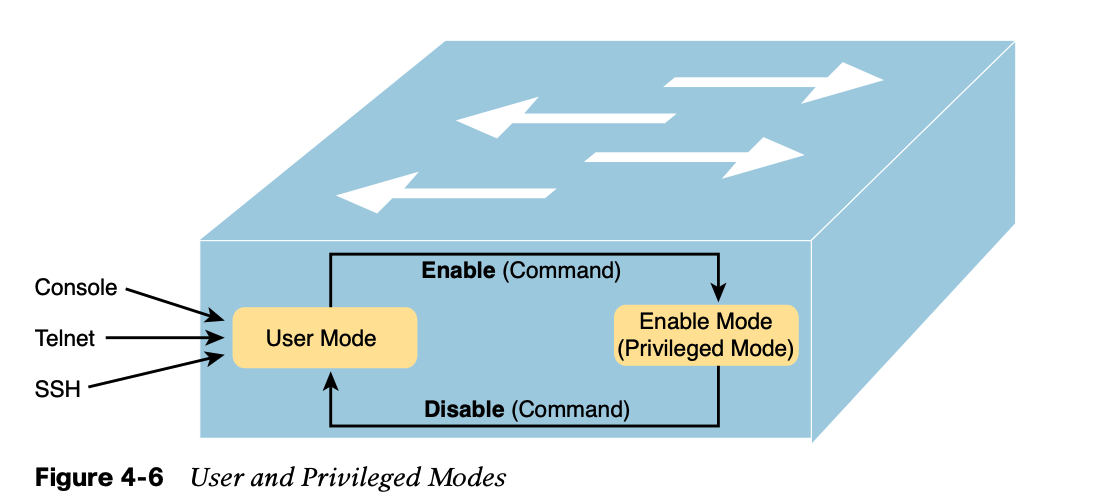 Enable (Command)
Console
Telnet
SSH
User Mode
Enable Mode
(Privileged Mode)
Disable (Command)
Figure 4-6 User and Privileged Modes